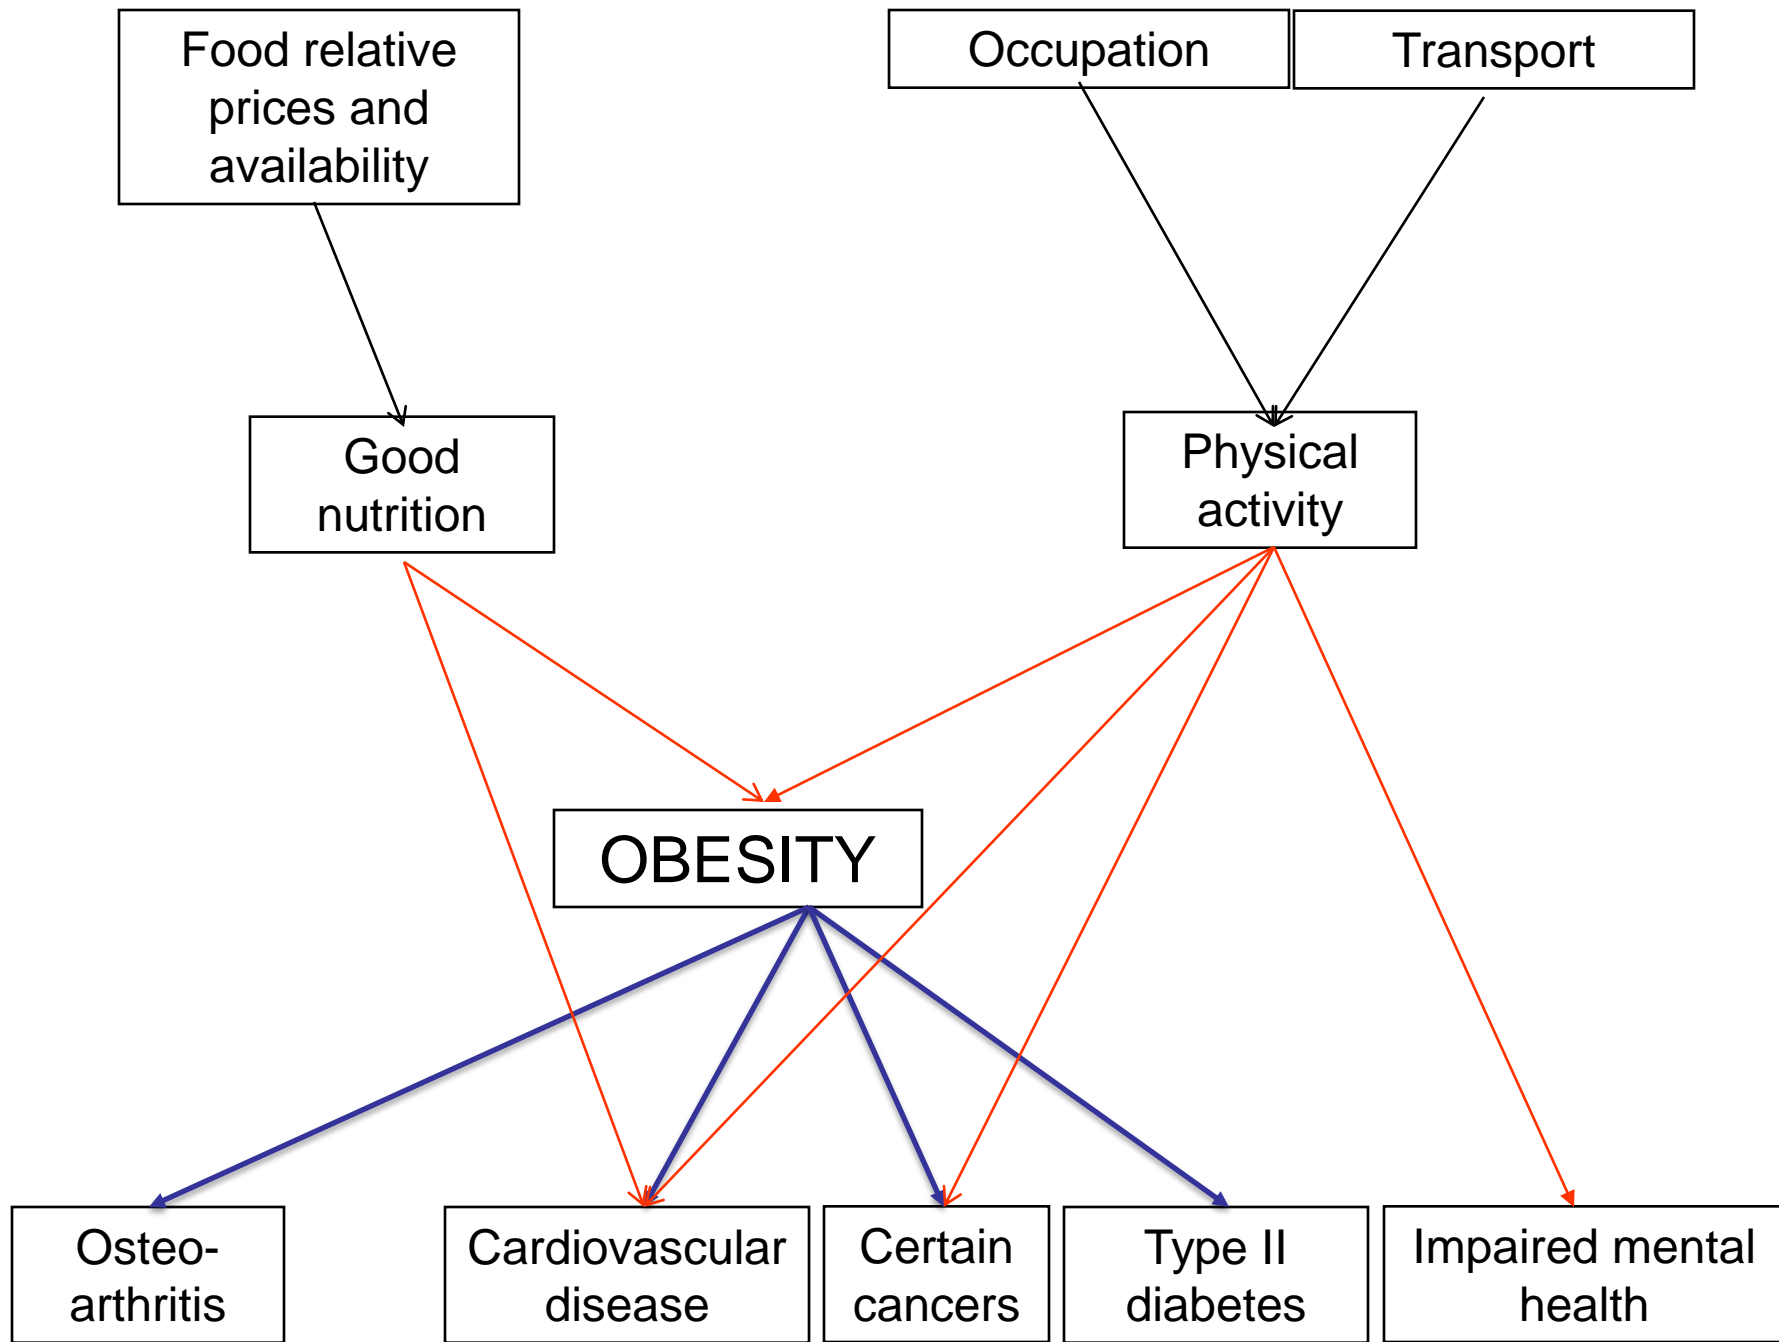 Food relative
prices and
availability
Occupation
Transport
Good
nutrition
Physical
activity
OBESITY
Osteo-
arthritis
Cardiovascular
disease
Certain
cancers
Type II
diabetes
Impaired mental
health